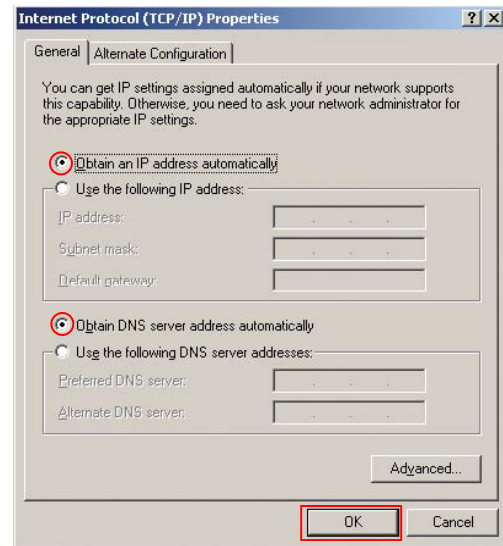 Internet Protocol (TCP/IP) Properties
General
Alternate Configuration
You can get IP settings assigned automatically if your network supports
this capability. Otherwise, you need to ask your network administrator for
the appropriate IP settings.
Obtain an IP address automatically
Use the following IP address:
IP address:
Subnet mask:
Default gateway:
Obtain DNS server address automatically
Use the following DNS server addresses:
Preferred DNS server:
Alternate DNS server:
Advanced...
OK
Cancel